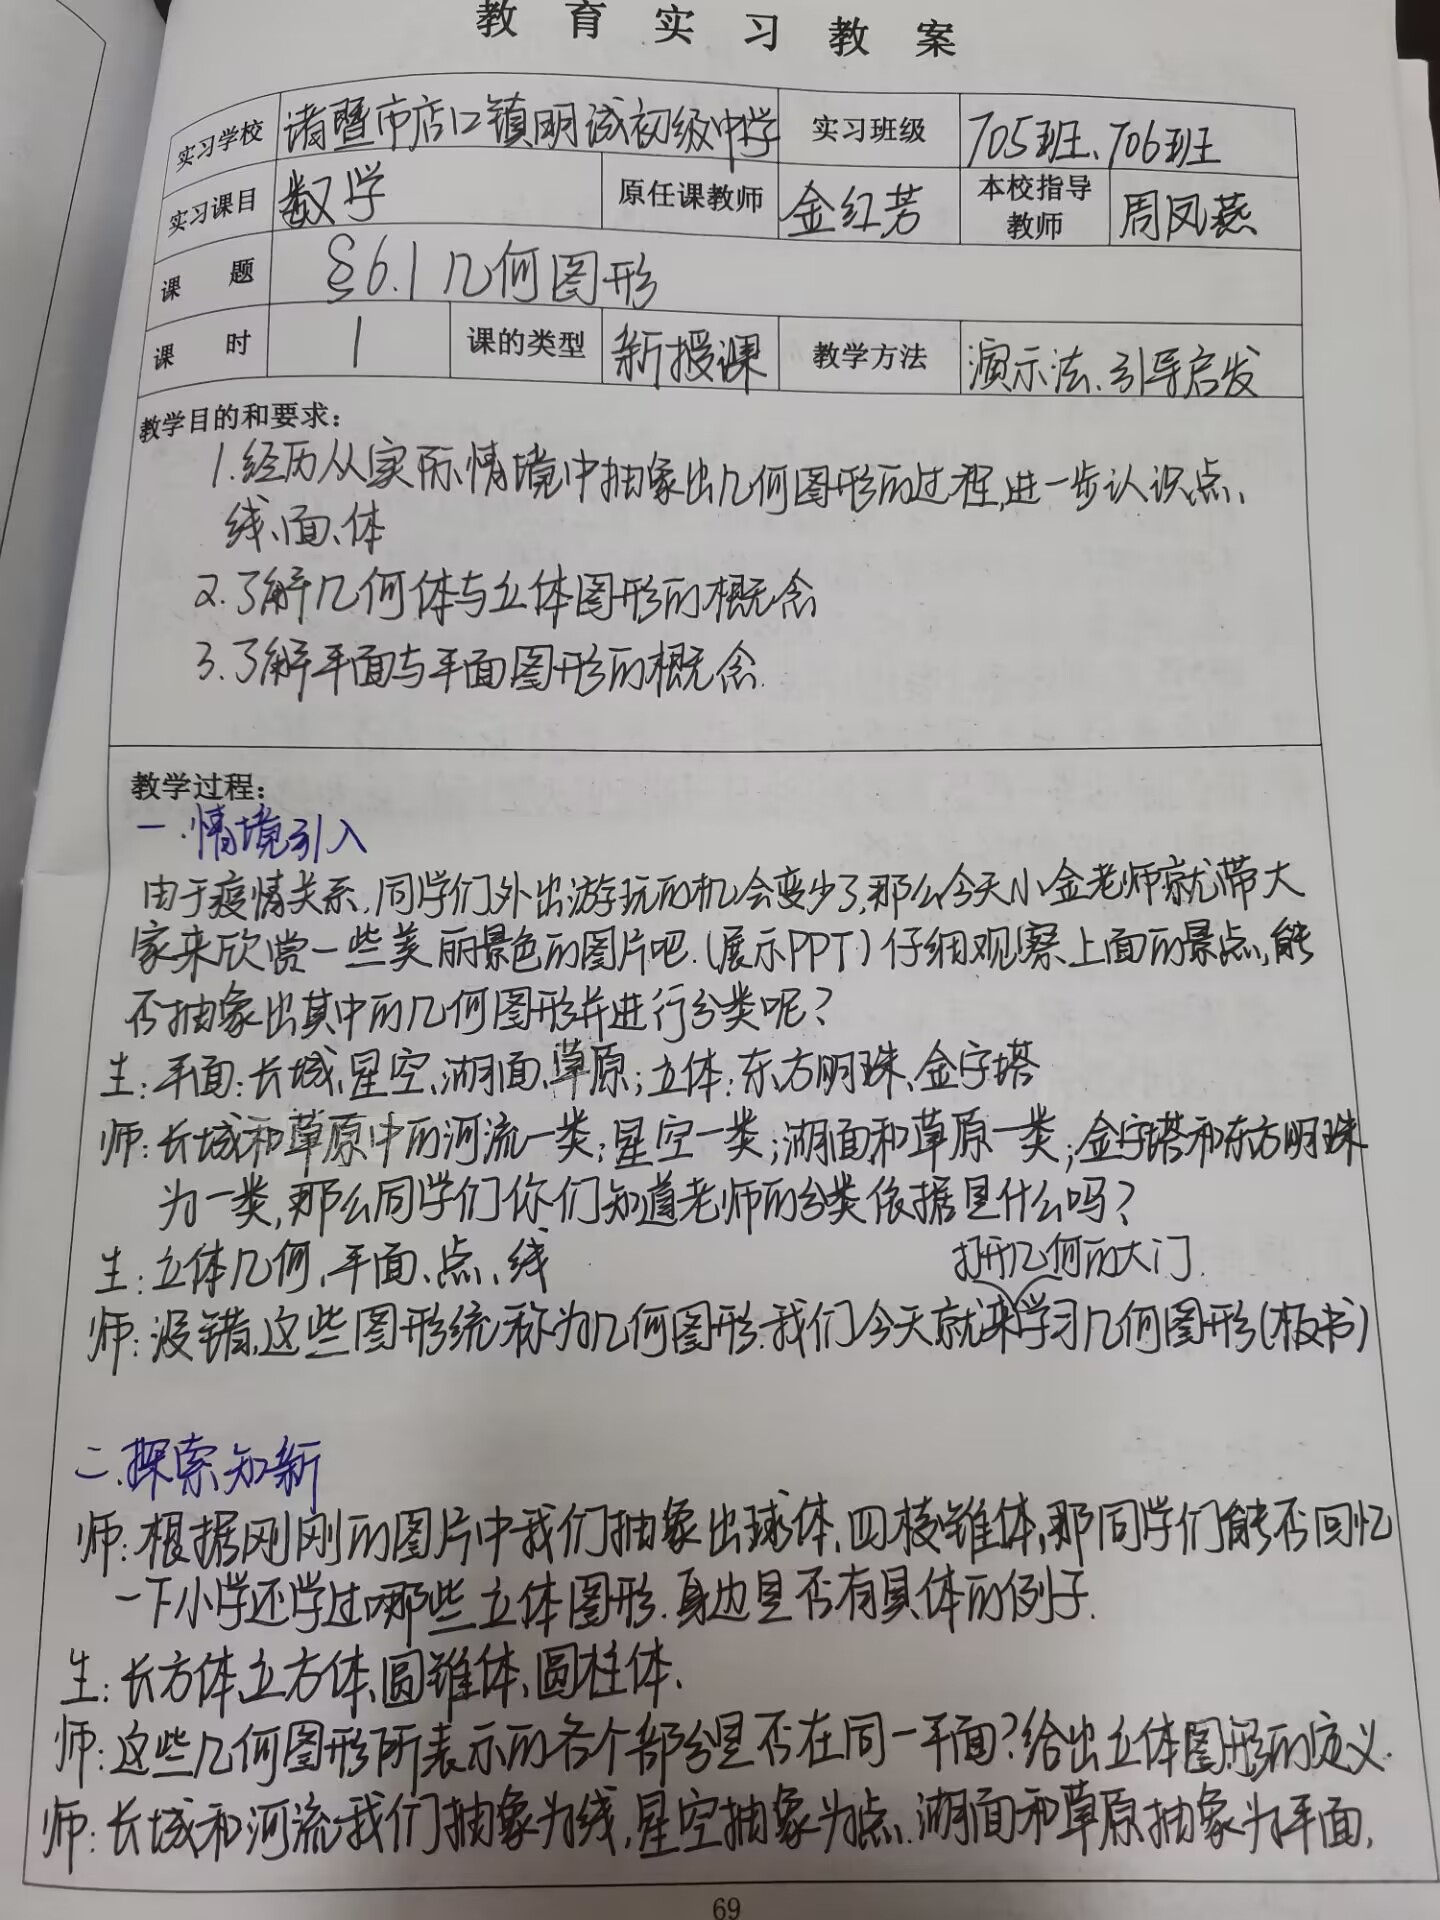 教育实习教案
实习学校 诸暨市店口镇明诚初级中学 实习班级 705班、706班
实习课目 数学 原任课教师 金红芳 本校指导教师 周凤燕
课题 §6.1 几何图形
课时 1 课的类型 新授课 教学方法 演示法、引导启发
教学目的和要求：
1.经历从实际情境中抽象出几何图形的过程,进一步认识点、
线、面、体
2.了解几何体与立体图形的概念
3.了解平面与平面图形的概念.
教学过程：
一.情境引入
由于疫情关系,同学们外出游玩的机会变少了,那么今天小金老师就带大
家来欣赏一些美丽景色的图片吧.(展示PPT)仔细观察上面的景点,能
否抽象出其中的几何图形并进行分类呢?
生:平面:长城、星空、湖面、草原;立体:东方明珠、金字塔
师:长城和草原中的河流一类;星空一类;湖面和草原一类;金字塔和东方明珠
为一类,那么同学们你们知道老师的分类依据是什么吗?
生:立体几何、平面、点、线
打开几何的大门.
师:没错,这些图形统称为几何图形.我们今天就来学习几何图形(板书)
二.探索知新
师:根据刚刚的图片中我们抽象出球体、四棱锥体,那同学们能否回忆
一下小学还学过哪些立体图形.身边是否有具体的例子.
生:长方体、立方体、圆锥体、圆柱体.
师:这些几何图形所表示的各个部分是否在同一平面?给出立体图形的定义.
师:长城和河流我们抽象为线,星空抽象为点.湖面和草原抽象为平面,
69